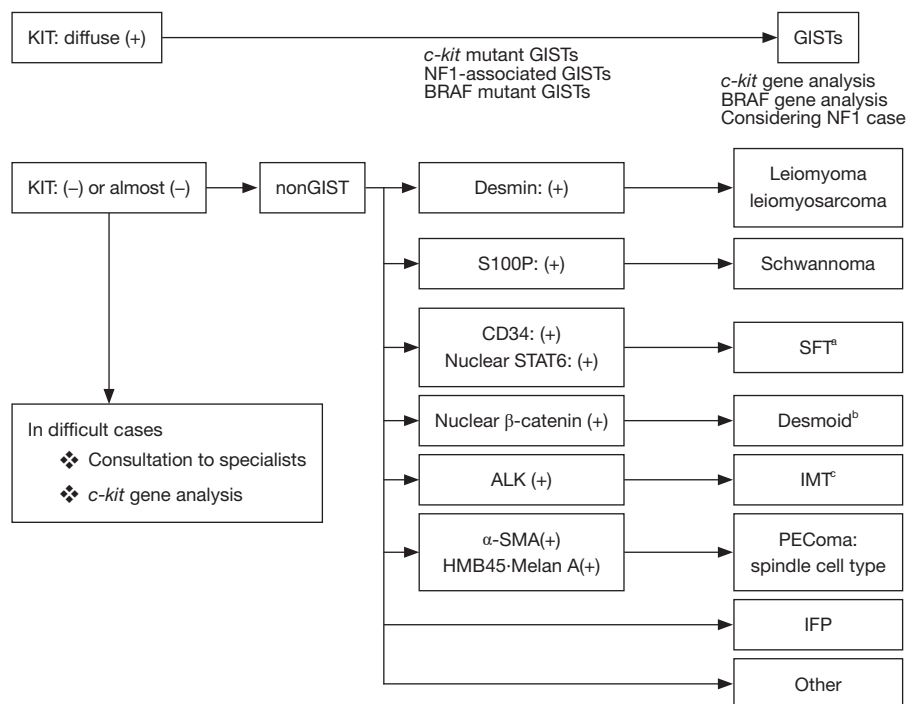 KIT: diffuse (+)
GISTs
c-kit mutant GISTs
NF1-associated GISTs
BRAF mutant GISTs
c-kit gene analysis
BRAF gene analysis
Considering NF1 case
KIT: (–) or almost (–)
nonGIST
Desmin: (+)
Leiomyoma
leiomyosarcoma
S100P: (+)
Schwannoma
CD34: (+)
Nuclear STAT6: (+)
SFTᵃ
Nuclear β-catenin (+)
Desmoidᵇ
ALK (+)
IMTᶜ
α-SMA(+)
HMB45·Melan A(+)
PEComa:
spindle cell type
IFP
Other
In difficult cases
❖ Consultation to specialists
❖ c-kit gene analysis